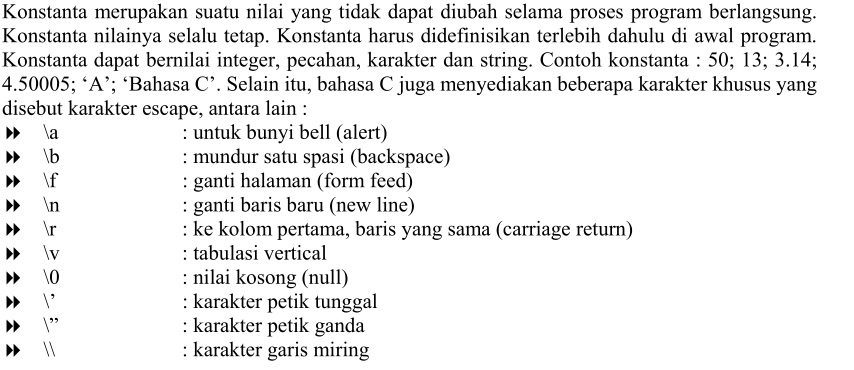 Konstanta merupakan suatu nilai yang tidak dapat diubah selama proses program berlangsung.
Konstanta nilainya selalu tetap. Konstanta harus didefinisikan terlebih dahulu di awal program.
Konstanta dapat bernilai integer, pecahan, karakter dan string. Contoh konstanta : 50; 13; 3.14;
4.50005; ‘A’; ‘Bahasa C’. Selain itu, bahasa C juga menyediakan beberapa karakter khusus yang
disebut karakter escape, antara lain :
\a : untuk bunyi bell (alert)
\b : mundur satu spasi (backspace)
\f : ganti halaman (form feed)
\n : ganti baris baru (new line)
\r : ke kolom pertama, baris yang sama (carriage return)
\v : tabulasi vertical
\0 : nilai kosong (null)
\’ : karakter petik tunggal
\” : karakter petik ganda
\\ : karakter garis miring